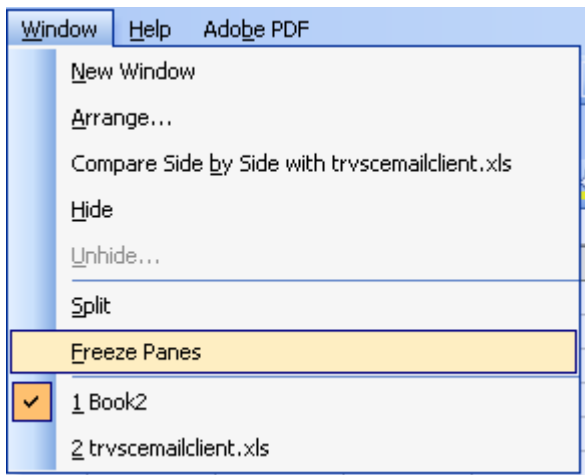 Window Help Adobe PDF
New Window
Arrange...
Compare Side by Side with trvscemailclient.xls
Hide
Unhide...
Split
Freeze Panes
1 Book2
2 trvscemailclient.xls